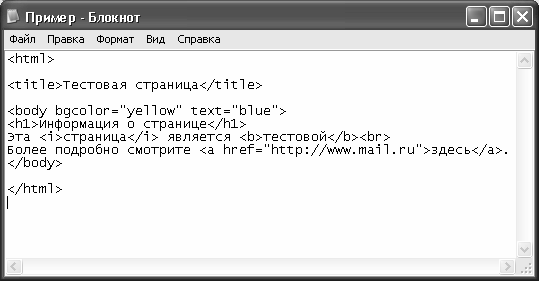 Пример - Блокнот
Файл Правка Формат Вид Справка
<html>
<title>Тестовая страница</title>
<body bgcolor="yellow" text="blue">
<h1>Информация о странице</h1>
Эта <i>страница</i> является <b>тестовой</b><br>
Более подробно смотрите <a href="http://www.mail.ru">здесь</a>.
</body>
</html>